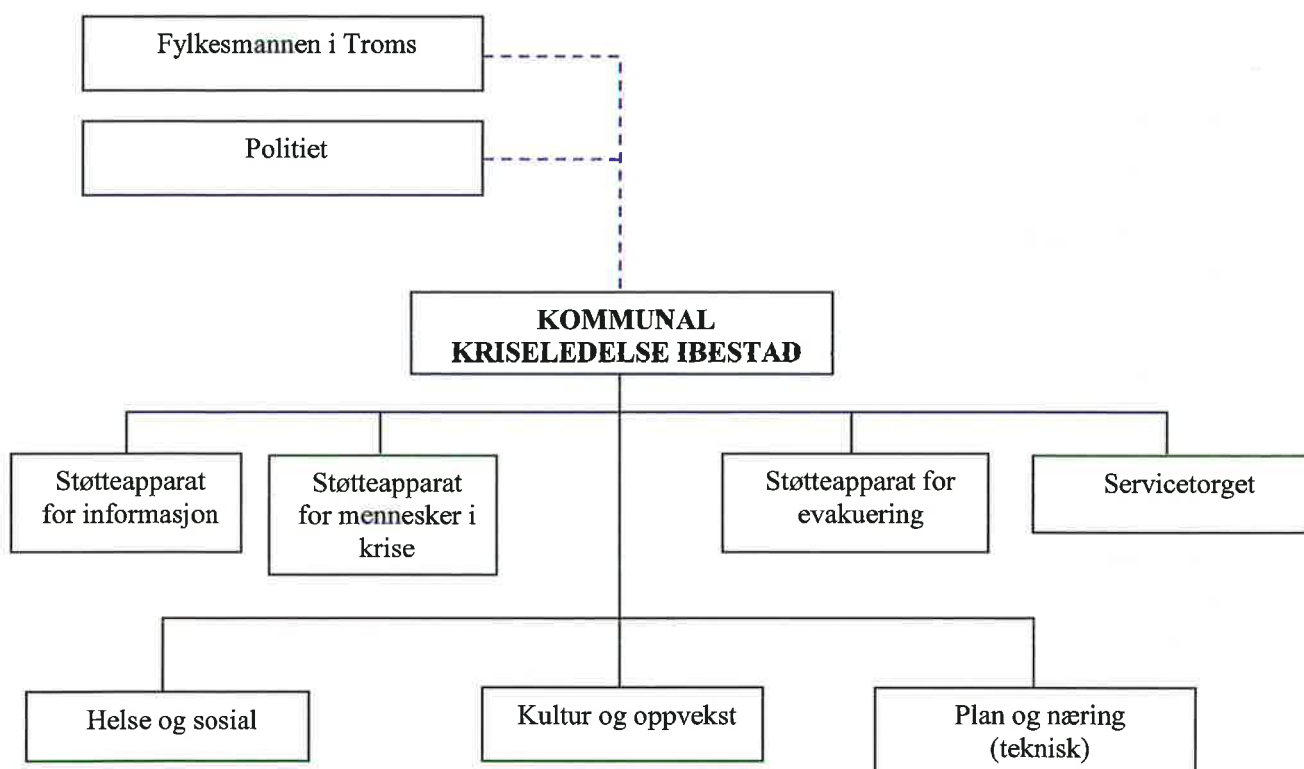 Fylkesmannen i Troms
Politiet
KOMMUNAL
KRISELEDELSE IBESTAD
Støtteapparat
for informasjon
Støtteapparat
for mennesker i
krise
Støtteapparat for
evakuering
Servicetorget
Helse og sosial
Kultur og oppvekst
Plan og næring
(teknisk)